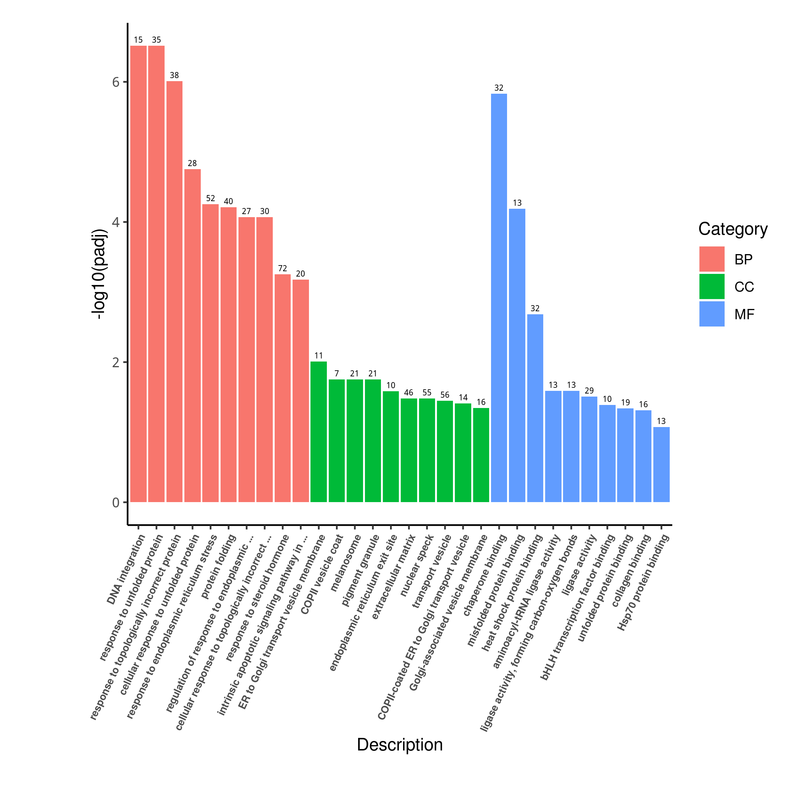 15 35
38
28
52 40
27 30
72
20
11
7 21 21
10
46 55
56 14
16
32
13
32
13 13
29
10
19
16
13
6
4
2
0
-log10(padj)
Category
BP
CC
MF
DNA integration
response to unfolded protein
response to topologically incorrect protein
cellular response to unfolded protein
response to endoplasmic reticulum stress
protein folding
regulation of response to endoplasmic ...
cellular response to topologically incorrect ...
response to steroid hormone
intrinsic apoptotic signaling pathway in ...
ER to Golgi transport vesicle membrane
COPII vesicle coat
melanosome
pigment granule
endoplasmic reticulum exit site
extracellular matrix
nuclear speck
transport vesicle
COPII-coated ER to Golgi transport vesicle
Golgi-associated vesicle membrane
chaperone binding
misfolded protein binding
heat shock protein binding
aminoacyl-tRNA ligase activity
ligase activity, forming carbon-oxygen bonds
ligase activity
bHLH transcription factor binding
unfolded protein binding
collagen binding
Hsp70 protein binding
Description